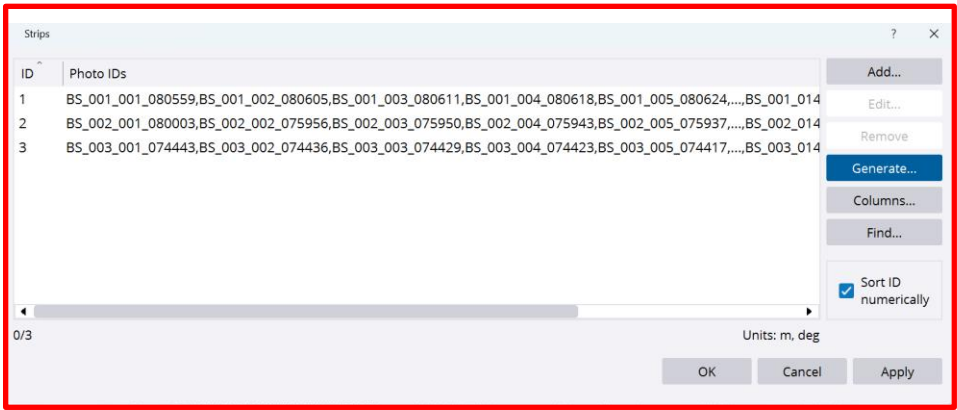 Strips ? ×
ID Photo IDs
1 BS_001_001_080559,BS_001_002_080605,BS_001_003_080611,BS_001_004_080618,BS_001_005_080624,...,BS_001_014
2 BS_002_001_080003,BS_002_002_075956,BS_002_003_075950,BS_002_004_075943,BS_002_005_075937,...,BS_002_014
3 BS_003_001_074443,BS_003_002_074436,BS_003_003_074429,BS_003_004_074423,BS_003_005_074417,...,BS_003_014
Add...
Edit...
Remove
Generate...
Columns...
Find...
Sort ID
numerically
0/3 Units: m, deg
OK Cancel Apply